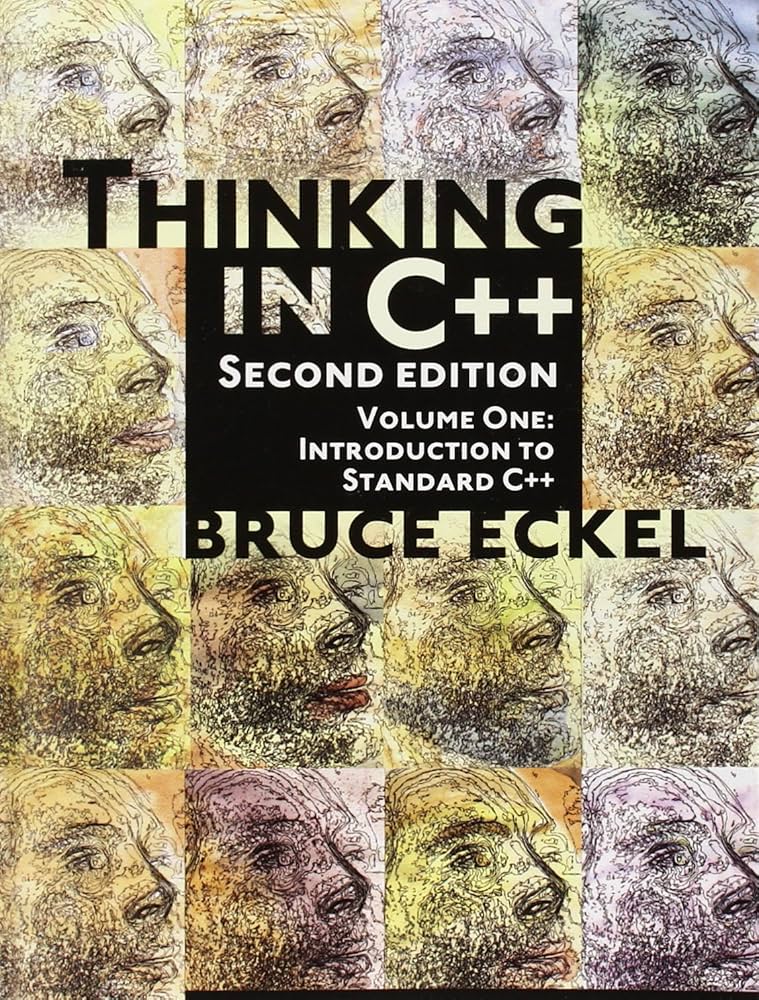 THINKING
IN C++
SECOND EDITION
VOLUME ONE:
INTRODUCTION TO
STANDARD C++
BRUCE ECKEL